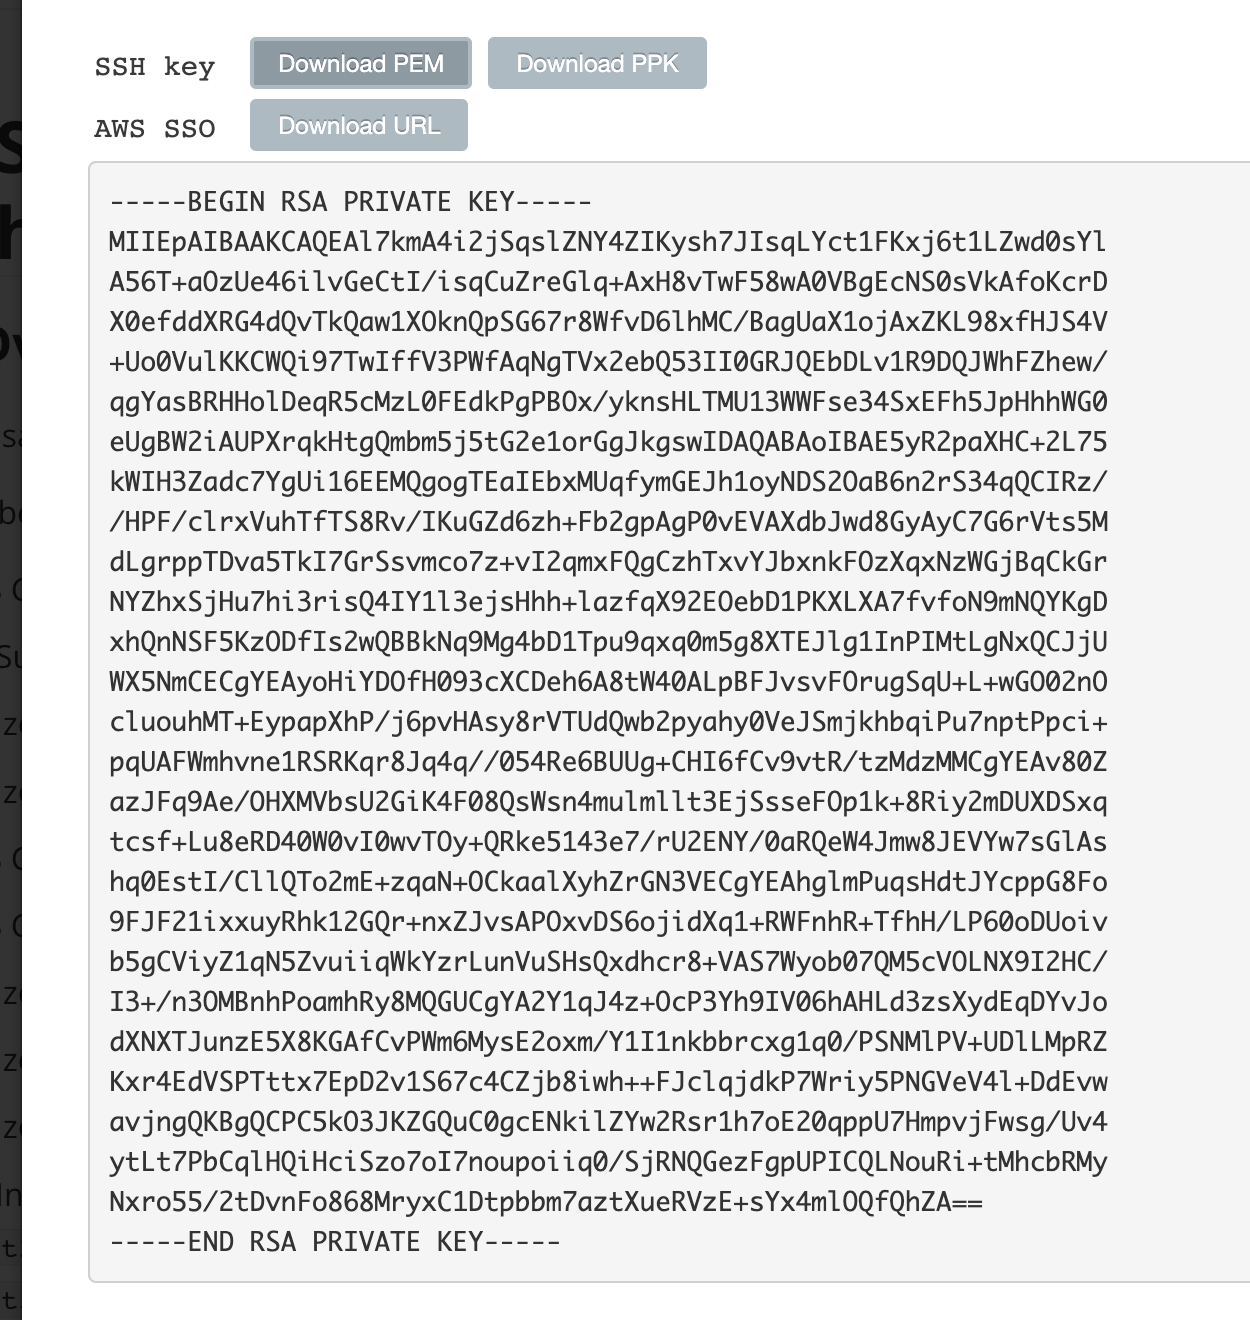 SSH key Download PEM Download PPK
AWS SSO Download URL
-----BEGIN RSA PRIVATE KEY-----
MIIEpAIBAAKCAQEAl7kmA4i2jSqslZNY4ZIKysh7JIsqLYct1FKxj6t1LZwd0sYl
A56T+aOzUe46ilvGeCtI/isqCuZreGlq+AxH8vTwF58wA0VBgEcNS0sVkAfoKcrD
X0efddXRG4dQvTkQaw1XOknQpSG67r8WfvD6lhMC/BagUaX1ojAxZKL98xfHJS4V
+Uo0VulKKCWQi97TwIffV3PWfAqNgTVx2ebQ53II0GRJQEbDLv1R9DQJWhFZhew/
qgYasBRHHolDeqR5cMzL0FEdkPgPBOx/yknsHLTMU13WWFse34SxEFh5JpHhhWG0
eUgBW2iAUPXrqkHtgQmbm5j5tG2e1orGgJkgswIDAQABAoIBAE5yR2paXHC+2L75
kWIH3Zadc7YgUi16EEMQgogTEaIEbxMUqfymGEJh1oyNDS2OaB6n2rS34qQCIRz/
/HPF/clrxVuhTfTS8Rv/IKuGZd6zh+Fb2gpAgP0vEVAXdbJwd8GyAyC7G6rVts5M
dLgrppTDva5TkI7GrSsvmco7z+vI2qmxFQgCzhTxvYJbxnkFOzXqxNzWGjBqCkGr
NYZhxSjHu7hi3risQ4IY1l3ejsHhh+lazfqX92EOebD1PKXLXA7fvfoN9mNQYKgD
xhQnNSF5KzODfIs2wQBBkNq9Mg4bD1Tpu9qxq0m5g8XTEJlg1InPIMtLgNxQCJjU
WX5NmCECgYEAyoHiYDOfH093cXCDeh6A8tW40ALpBFJvsvFOrugSqU+L+wGO02nO
cluouhMT+EypapXhP/j6pvHAsy8rVTUdQwb2pyahy0VeJSmjkhbqiPu7nptPpci+
pqUAFWmhvne1RSRKqr8Jq4q//054Re6BUUg+CHI6fCv9vtR/tzMdzMMCgYEAv80Z
azJFq9Ae/OHXMVbsU2GiK4F08QsWsn4mulmllt3EjSsseFOp1k+8Riy2mDUXDSxq
tcsf+Lu8eRD40W0vI0wvTOy+QRke5143e7/rU2ENY/0aRQeW4Jmw8JEVYw7sGlAs
hq0EstI/CllQTo2mE+zqaN+OCkaalXyhZrGN3VECgYEAhglmPuqsHdtJYcppG8Fo
9FJF21ixxuyRhk12GQr+nxZJvsAPOxvDS6ojidXq1+RWFnhR+TfhH/LP60oDUoiv
b5gCViyZ1qN5ZvuiiqWkYzrLunVuSHsQxdhcr8+VAS7Wyob07QM5cVOLNX9I2HC/
I3+/n3OMBnhPoamhRy8MQGUCgYA2Y1qJ4z+OcP3Yh9IV06hAHLd3zsXydEqDYvJo
dXNXTJunzE5X8KGAfCvPWm6MysE2oxm/Y1I1nkbbrcxg1q0/PSNMlPV+UDlLMpRZ
Kxr4EdVSPTttx7EpD2v1S67c4CZjb8iwh++FJclqjdkP7Wriy5PNGVeV4l+DdEvw
avjngQKBgQCPC5kO3JKZGQuC0gcENkilZYw2Rsr1h7oE20qppU7HmpvjFwsg/Uv4
ytLt7PbCqlHQiHciSzo7oI7noupoiiq0/SjRNQGezFgpUPICQLNouRi+tMhcbRMy
Nxro55/2tDvnFo868MryxC1Dtpbbm7aztXueRVzE+sYx4mlOQfQhZA==
-----END RSA PRIVATE KEY-----